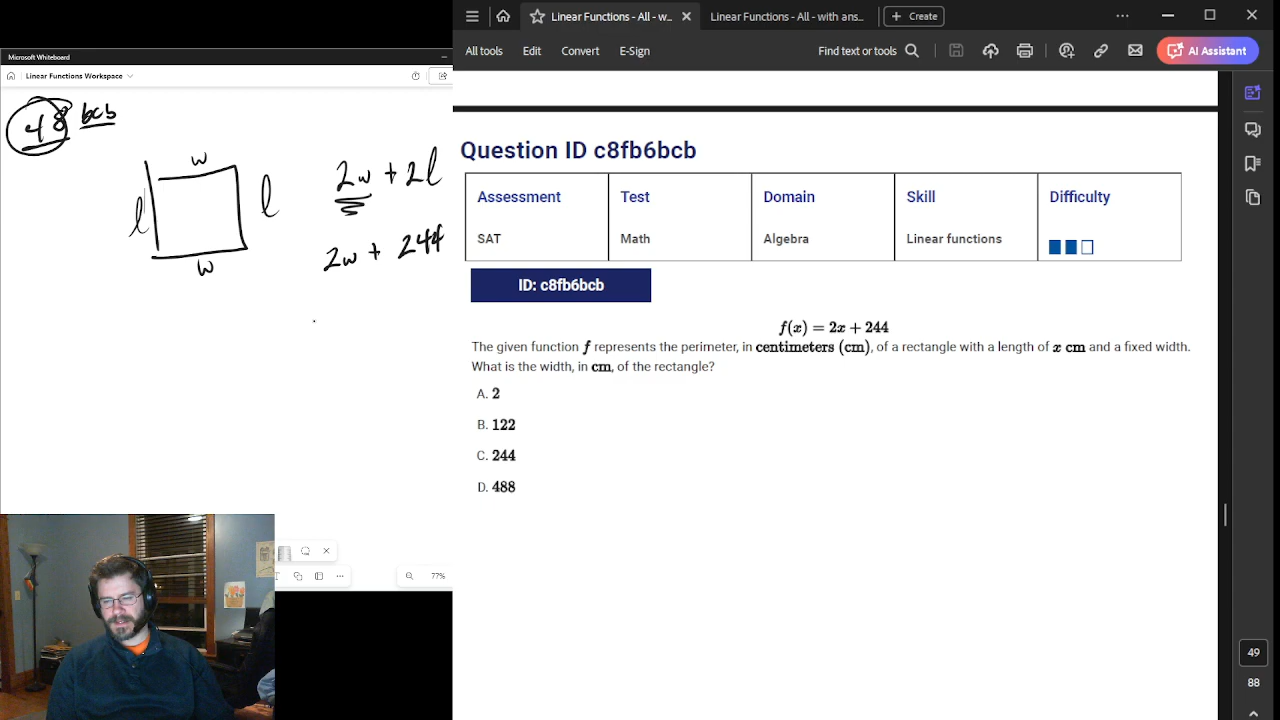 Linear Functions - All - w...
Linear Functions - All - with ans...
Create
All tools Edit Convert E-Sign
Find text or tools
AI Assistant
Microsoft Whiteboard
Linear Functions Workspace
48 bcb
w
l
l
w
2w + 2l
2w + 244
77%
Question ID c8fb6bcb
Assessment Test Domain Skill Difficulty
SAT Math Algebra Linear functions
ID: c8fb6bcb
f(x) = 2x + 244
The given function f represents the perimeter, in centimeters (cm), of a rectangle with a length of x cm and a fixed width.
What is the width, in cm, of the rectangle?
A. 2
B. 122
C. 244
D. 488
49
88